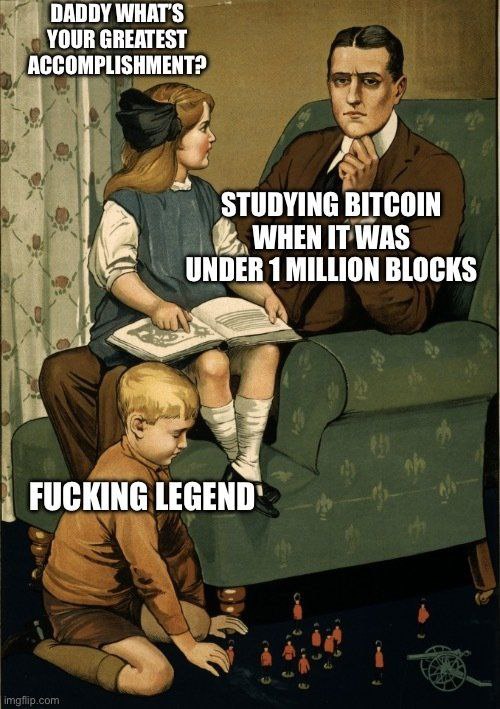 DADDY WHAT'S
YOUR GREATEST
ACCOMPLISHMENT?
STUDYING BITCOIN
WHEN IT WAS
UNDER 1 MILLION BLOCKS
FUCKING LEGEND
imgflip.com